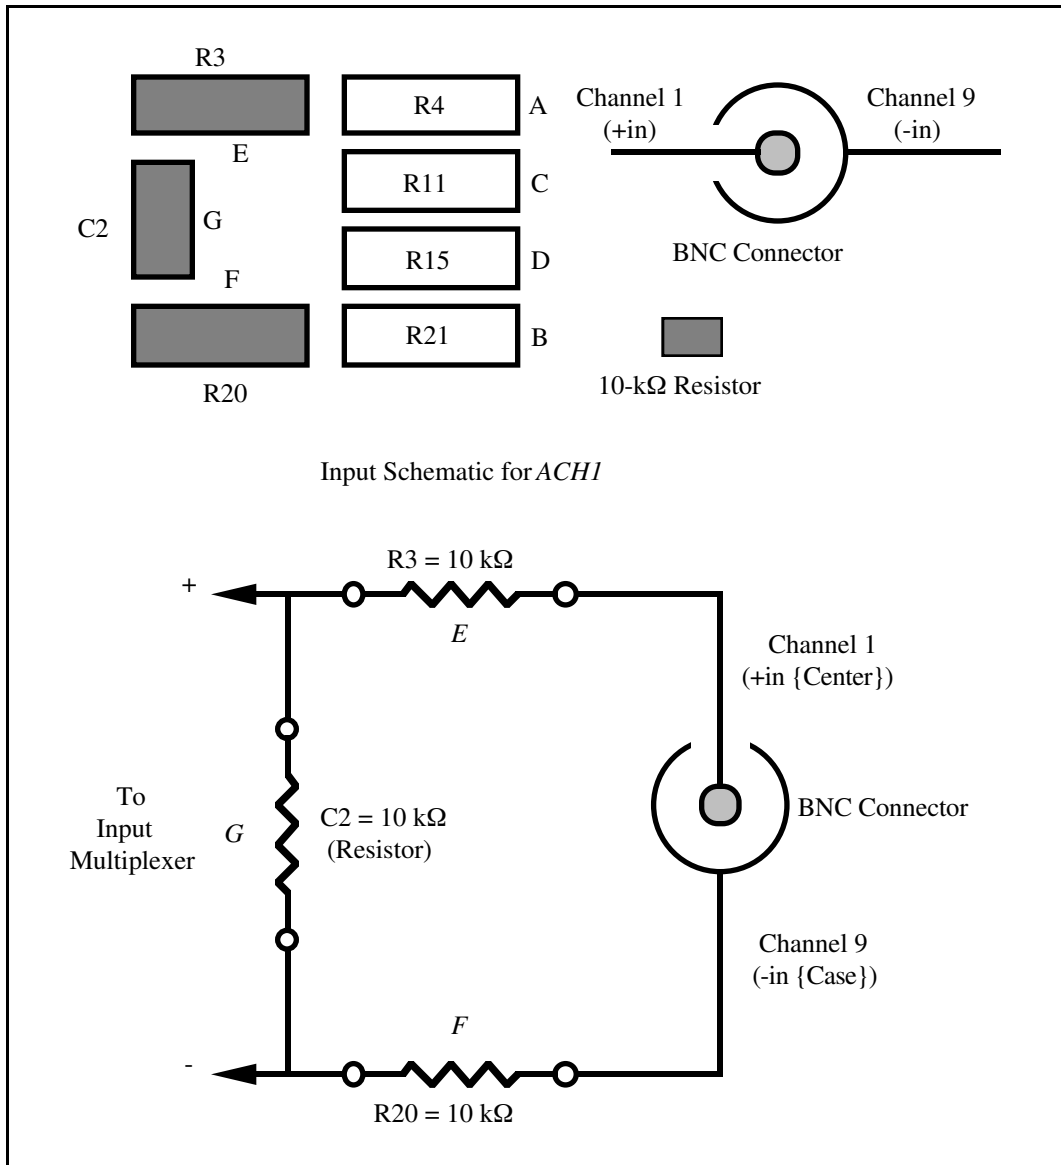 R3
R4
A
E
R11
C
C2
G
R15
D
F
R21
B
R20
Channel 1
(+in)
Channel 9
(-in)
BNC Connector
10-kΩ Resistor
Input Schematic for ACH1
R3 = 10 kΩ
+
E
Channel 1
(+in {Center})
To
Input
Multiplexer
G
C2 = 10 kΩ
(Resistor)
BNC Connector
Channel 9
(-in {Case})
F
-
R20 = 10 kΩ